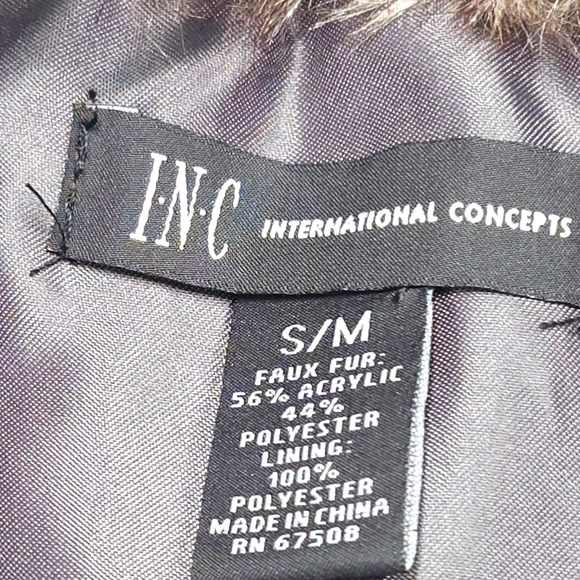 I·N·C INTERNATIONAL CONCEPTS
S/M
FAUX FUR:
56% ACRYLIC
44%
POLYESTER
LINING:
100%
POLYESTER
MADE IN CHINA
RN 67508